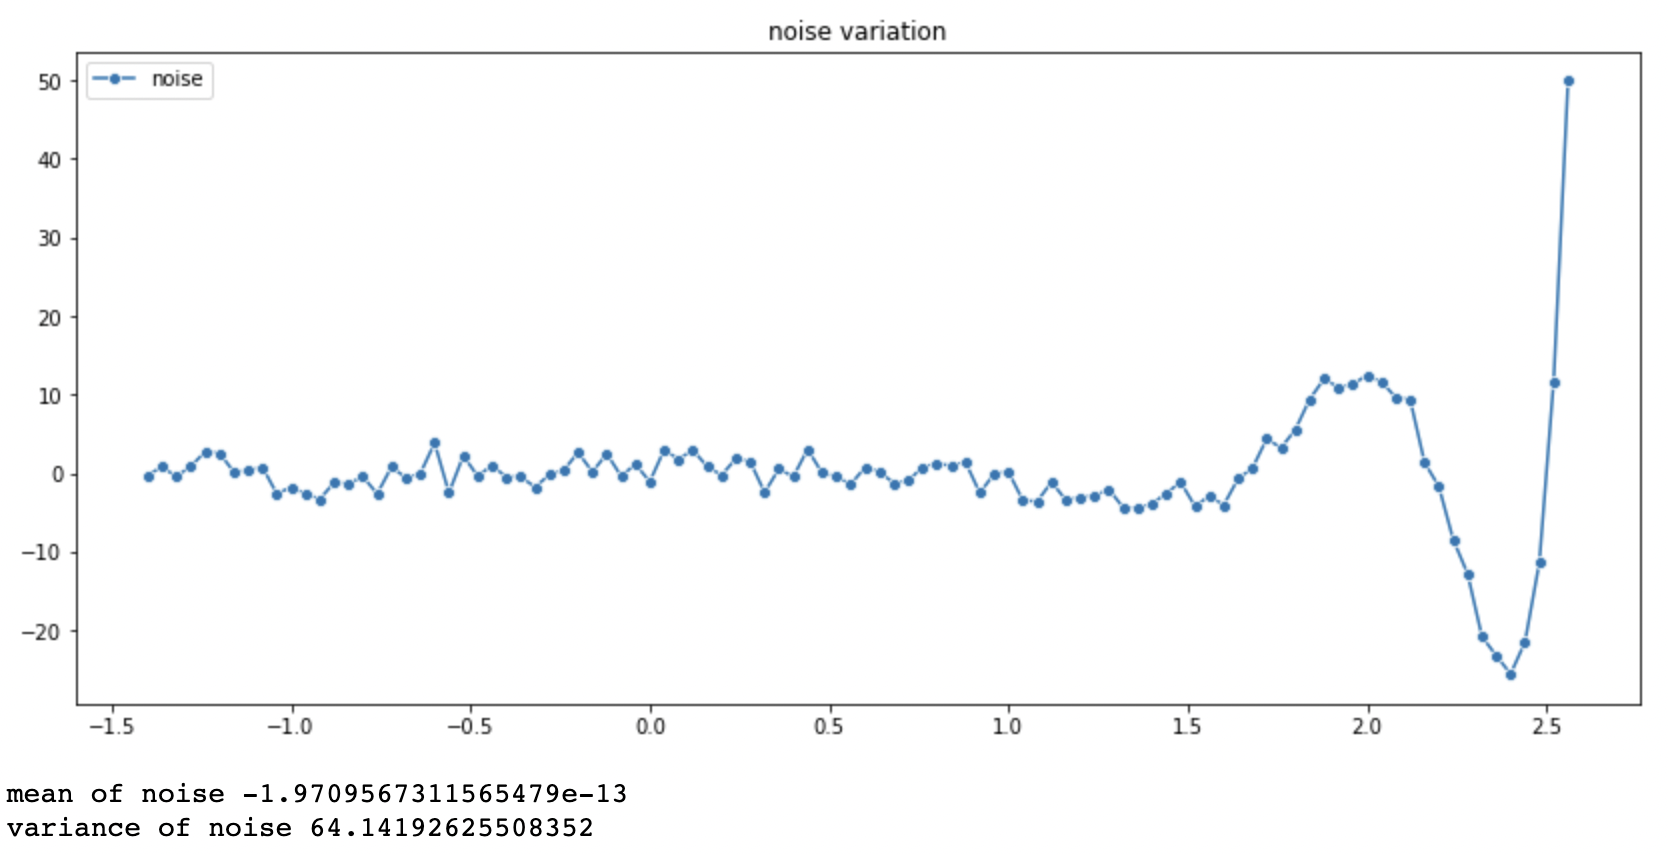 noise variation
noise
50
40
30
20
10
0
−10
−20
−1.5 −1.0 −0.5 0.0 0.5 1.0 1.5 2.0 2.5
mean of noise -1.9709567311565479e-13
variance of noise 64.14192625508352